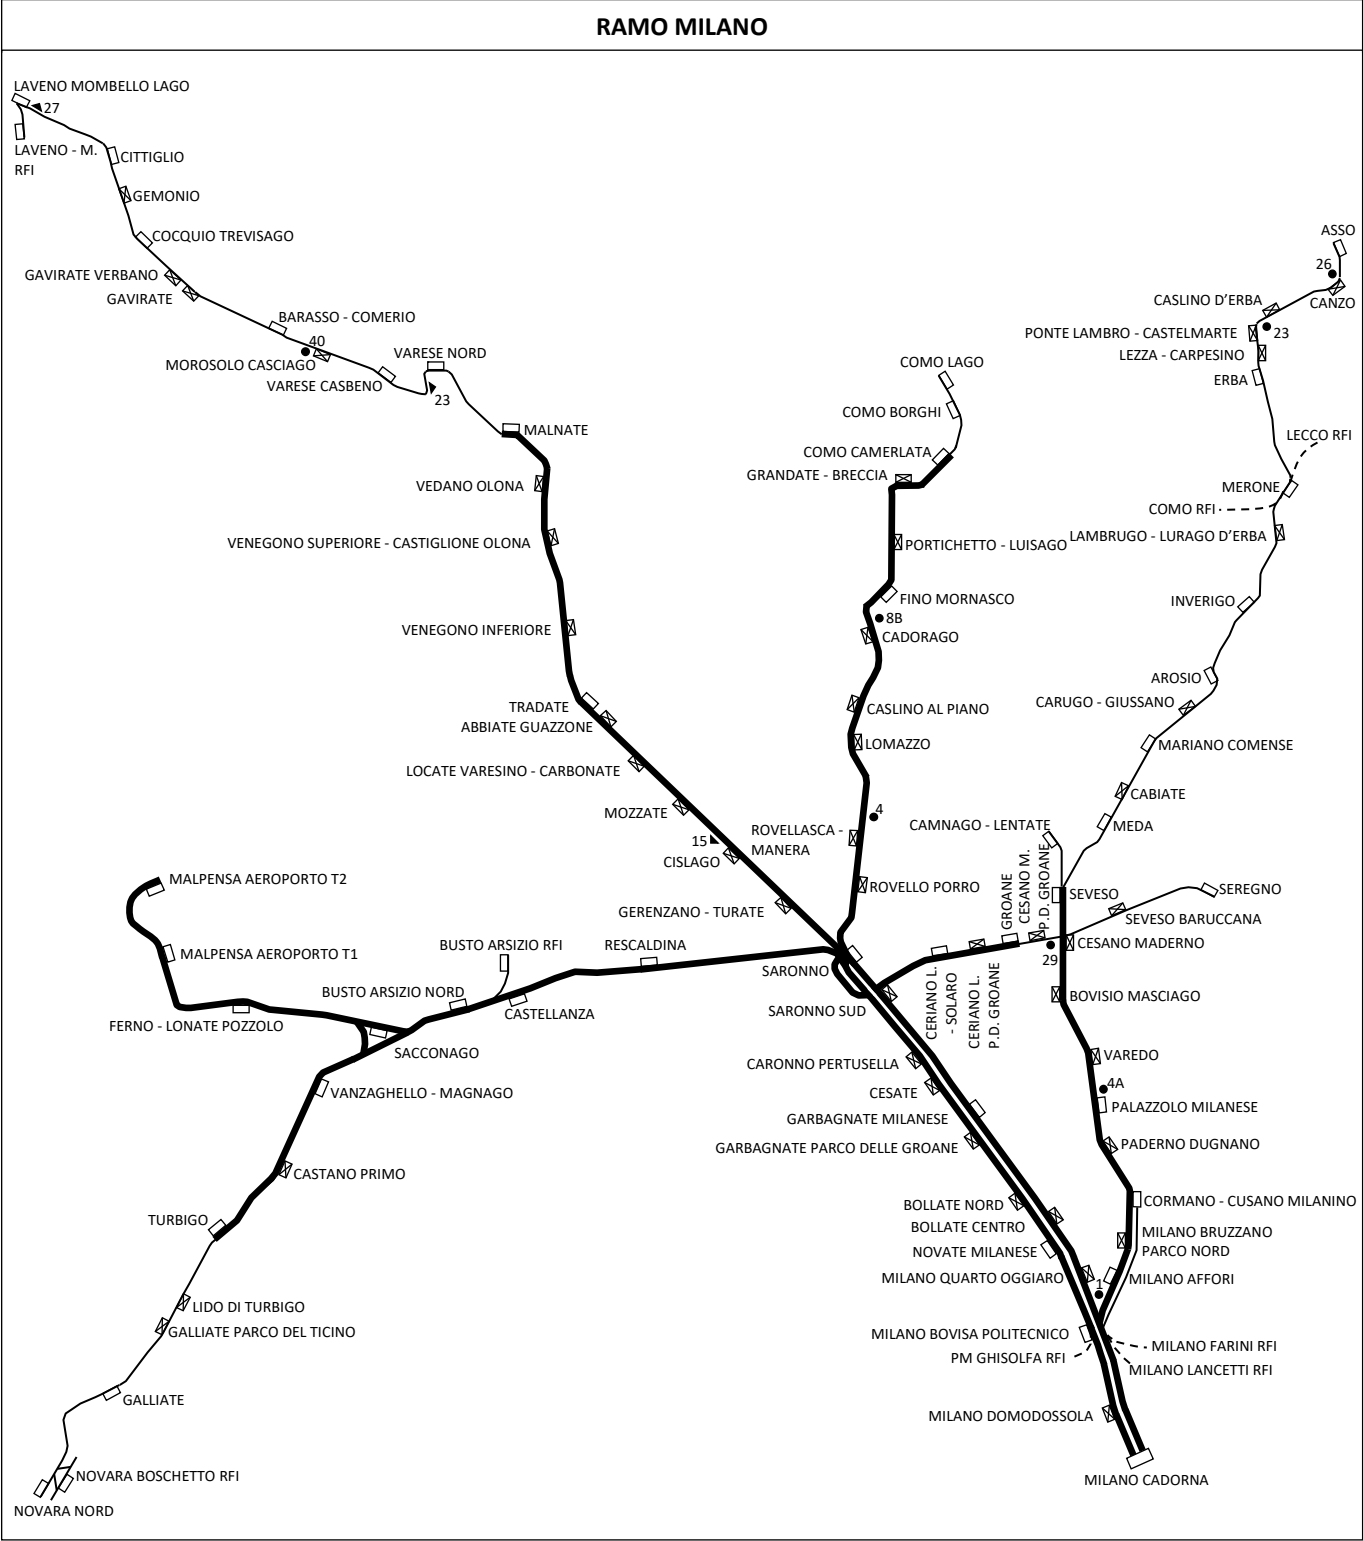 RAMO MILANO
LAVENO MOMBELLO LAGO
27
LAVENO - M.
RFI
CITTIGLIO
GEMONIO
COCQUIO TREVISAGO
GAVIRATE VERBANO
GAVIRATE
BARASSO - COMERIO
40
MOROSOLO CASCIAGO
VARESE CASBENO
VARESE NORD
23
MALNATE
VEDANO OLONA
VENEGONO SUPERIORE - CASTIGLIONE OLONA
VENEGONO INFERIORE
TRADATE
ABBIATE GUAZZONE
LOCATE VARESINO - CARBONATE
MOZZATE
15
CISLAGO
GERENZANO - TURATE
COMO LAGO
COMO BORGHI
COMO CAMERLATA
GRANDATE - BRECCIA
PORTICHETTO - LUISAGO
FINO MORNASCO
8B
CADORAGO
CASLINO AL PIANO
LOMAZZO
4
ROVELLASCA -
MANERA
ROVELLO PORRO
ASSO
26
CANZO
CASLINO D'ERBA
PONTE LAMBRO - CASTELMARTE
23
LEZZA - CARPESINO
ERBA
LECCO RFI
MERONE
COMO RFI
LAMBRUGO - LURAGO D'ERBA
INVERIGO
AROSIO
CARUGO - GIUSSANO
MARIANO COMENSE
CABIATE
MEDA
CAMNAGO - LENTATE
SEVESO
SEREGNO
SEVESO BARUCCANA
GROANE
CESANO M.
P.D. GROANE
29
CESANO MADERNO
CERIANO L.
- SOLARO
CERIANO L.
P.D. GROANE
BOVISIO MASCIAGO
VAREDO
4A
PALAZZOLO MILANESE
PADERNO DUGNANO
CORMANO - CUSANO MILANINO
MILANO BRUZZANO
PARCO NORD
MILANO AFFORI
MALPENSA AEROPORTO T2
MALPENSA AEROPORTO T1
FERNO - LONATE POZZOLO
BUSTO ARSIZIO NORD
BUSTO ARSIZIO RFI
CASTELLANZA
RESCALDINA
SACCONAGO
VANZAGHELLO - MAGNAGO
CASTANO PRIMO
TURBIGO
LIDO DI TURBIGO
GALLIATE PARCO DEL TICINO
GALLIATE
NOVARA BOSCHETTO RFI
NOVARA NORD
SARONNO
SARONNO SUD
CARONNO PERTUSELLA
CESATE
GARBAGNATE MILANESE
GARBAGNATE PARCO DELLE GROANE
BOLLATE NORD
BOLLATE CENTRO
NOVATE MILANESE
MILANO QUARTO OGGIARO
1
MILANO BOVISA POLITECNICO
PM GHISOLFA RFI
MILANO FARINI RFI
MILANO LANCETTI RFI
MILANO DOMODOSSOLA
MILANO CADORNA